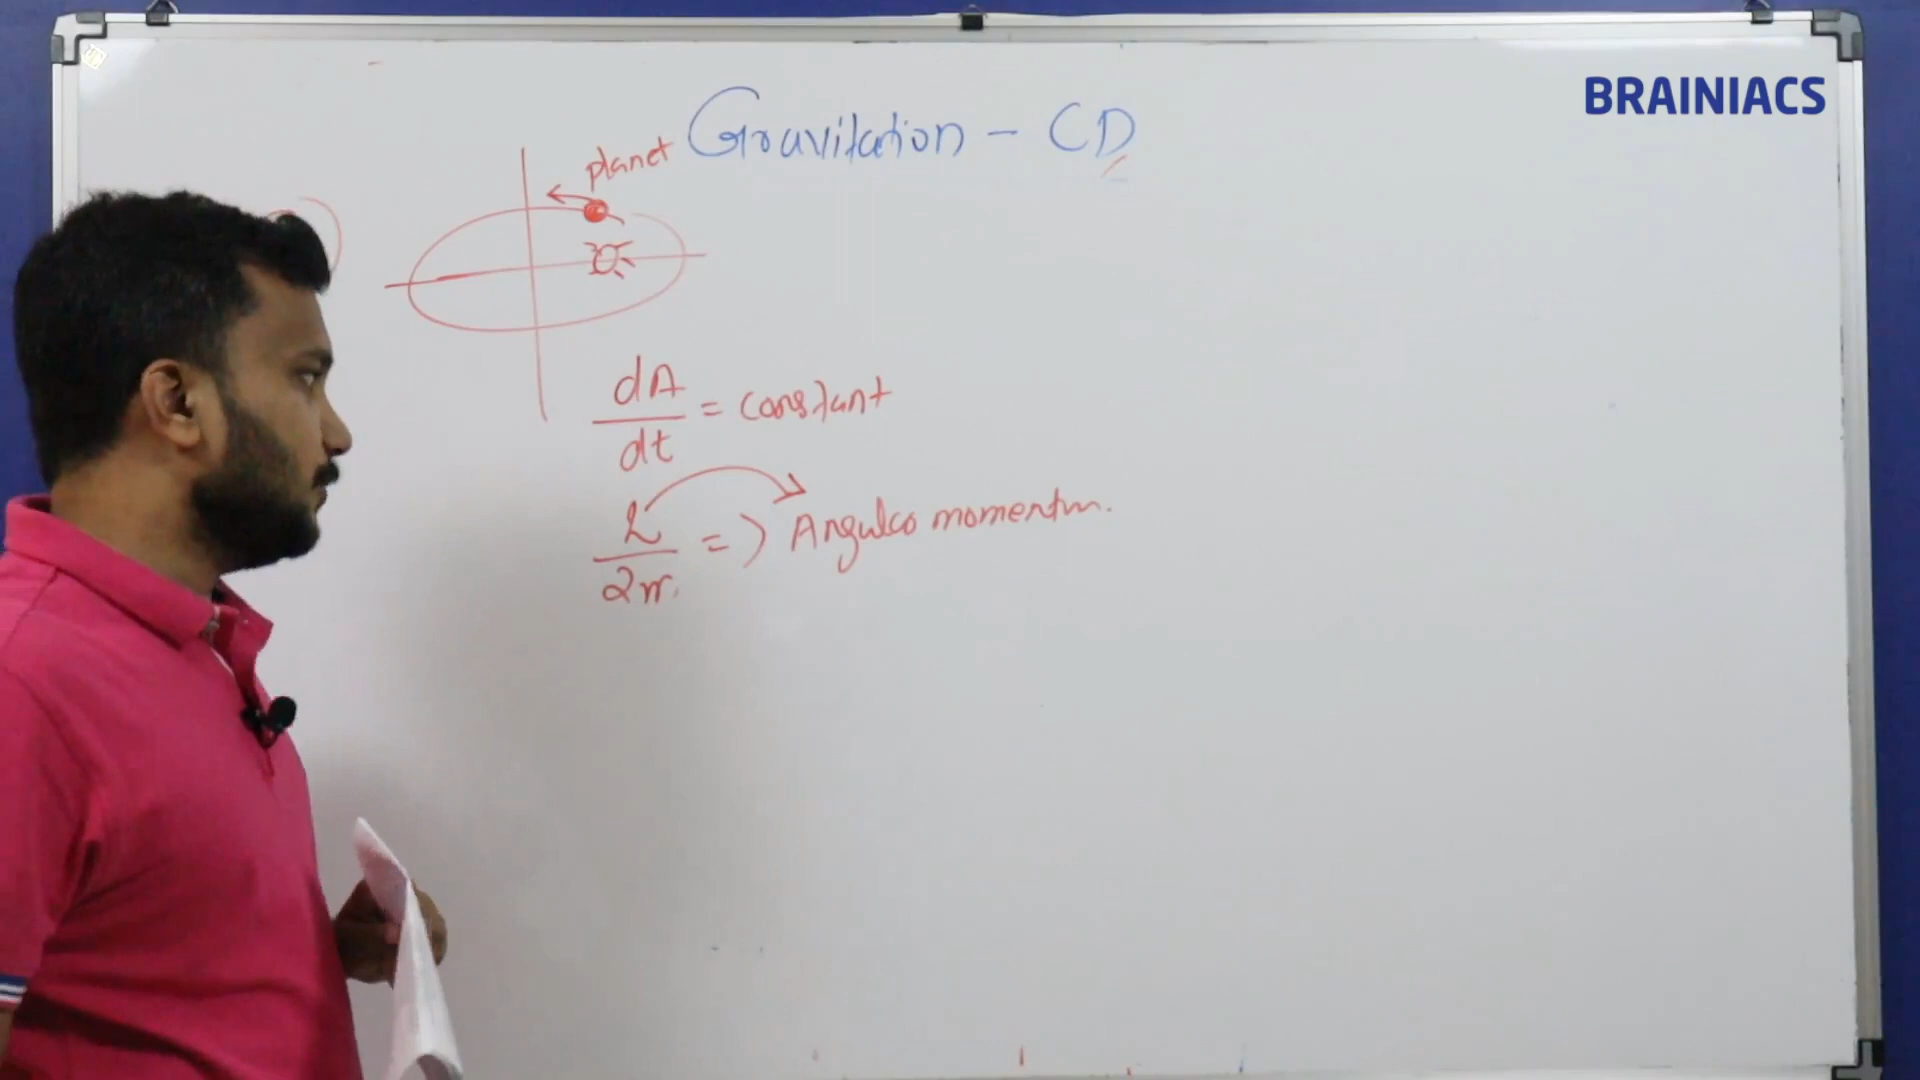 BRAINIACS
Gravitation - CD
planet
dA
dt
= constant
L
2m
=> Angular momentum.